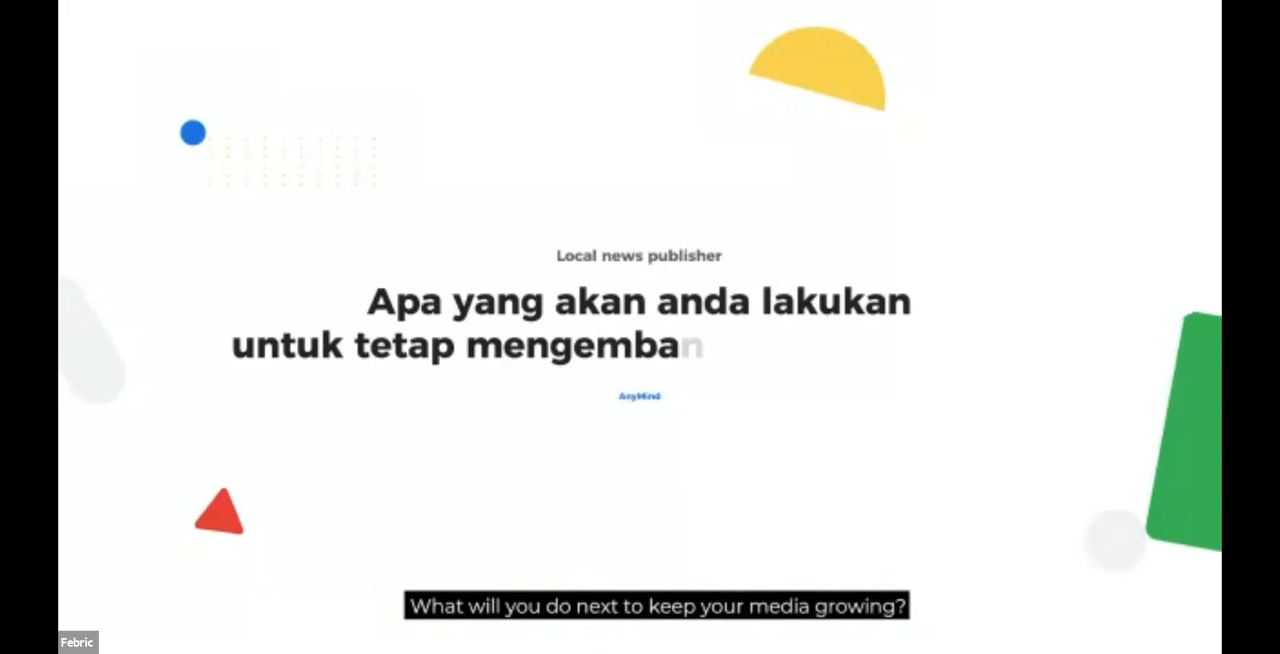 Local news publisher
Apa yang akan anda lakukan
untuk tetap mengemban
AnyMind
What will you do next to keep your media growing?
Febric